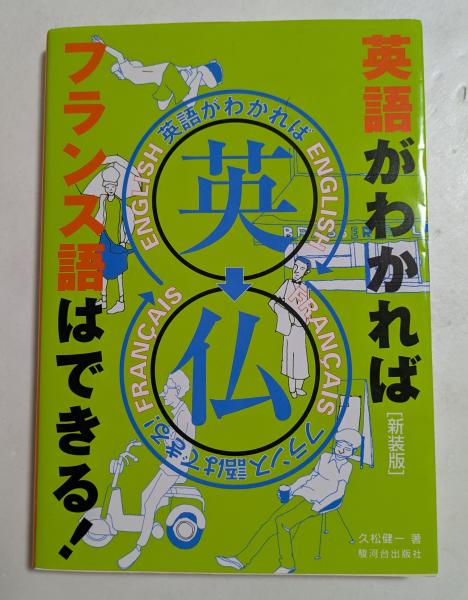 英語がわかれば
フランス語はできる!
[新装版]
英語がわかれば
ENGLISH
ENGLISH
英
仏
FRANÇAIS
FRANÇAIS
フランス語はできる!
久松健一 著
駿河台出版社